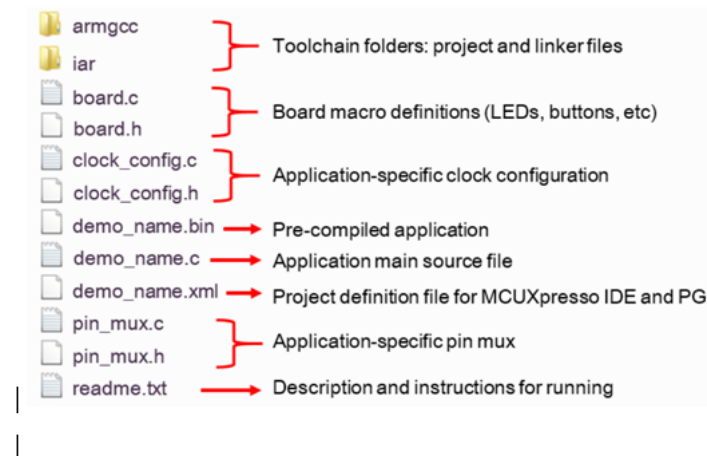 armgcc
iar
Toolchain folders: project and linker files
board.c
board.h
Board macro definitions (LEDs, buttons, etc)
clock_config.c
clock_config.h
Application-specific clock configuration
demo_name.bin Pre-compiled application
demo_name.c Application main source file
demo_name.xml Project definition file for MCUXpresso IDE and PG
pin_mux.c
pin_mux.h
Application-specific pin mux
readme.txt Description and instructions for running